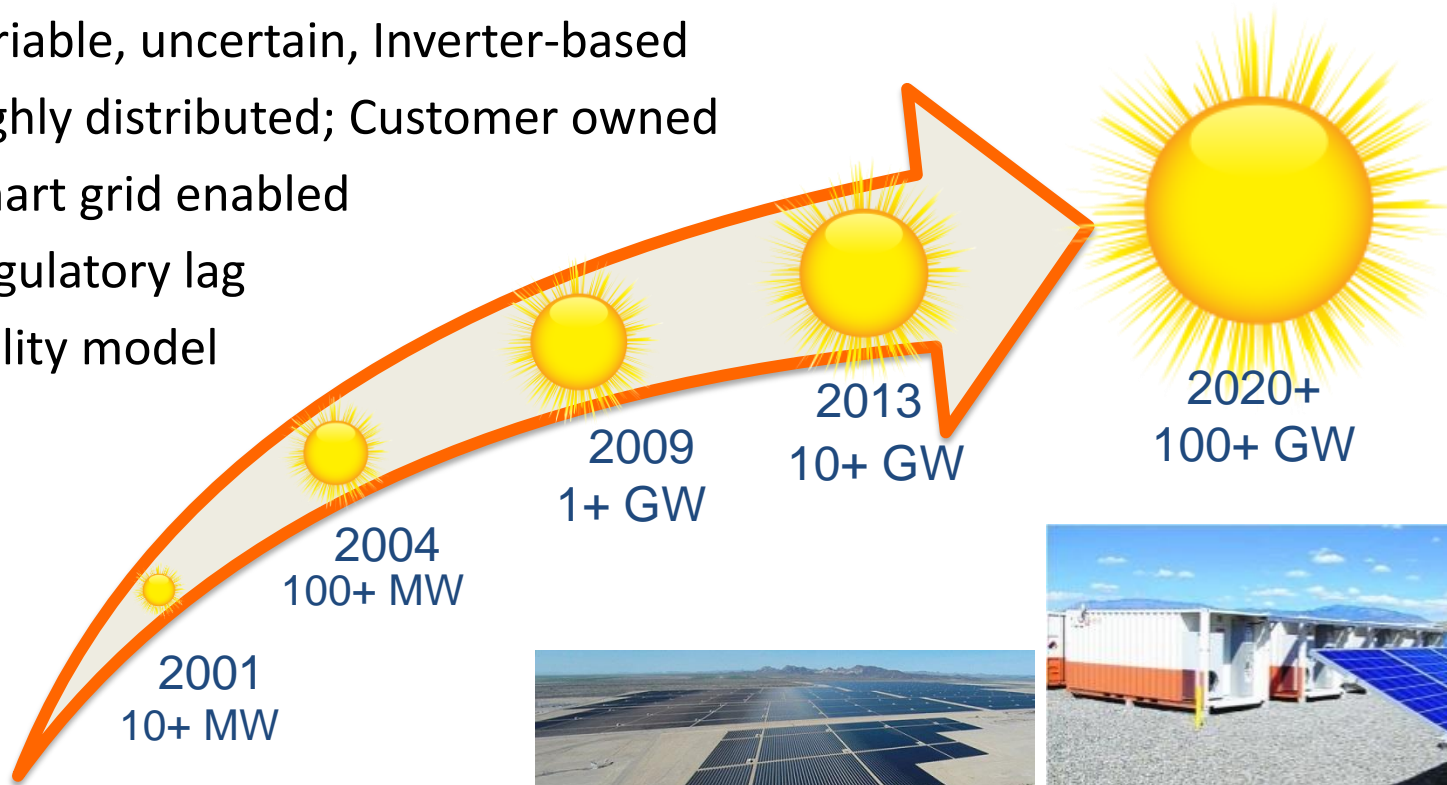 riable, uncertain, Inverter-based
ghly distributed; Customer owned
art grid enabled
gulatory lag
lity model
2020+
100+ GW
2013
10+ GW
2009
1+ GW
2004
100+ MW
2001
10+ MW